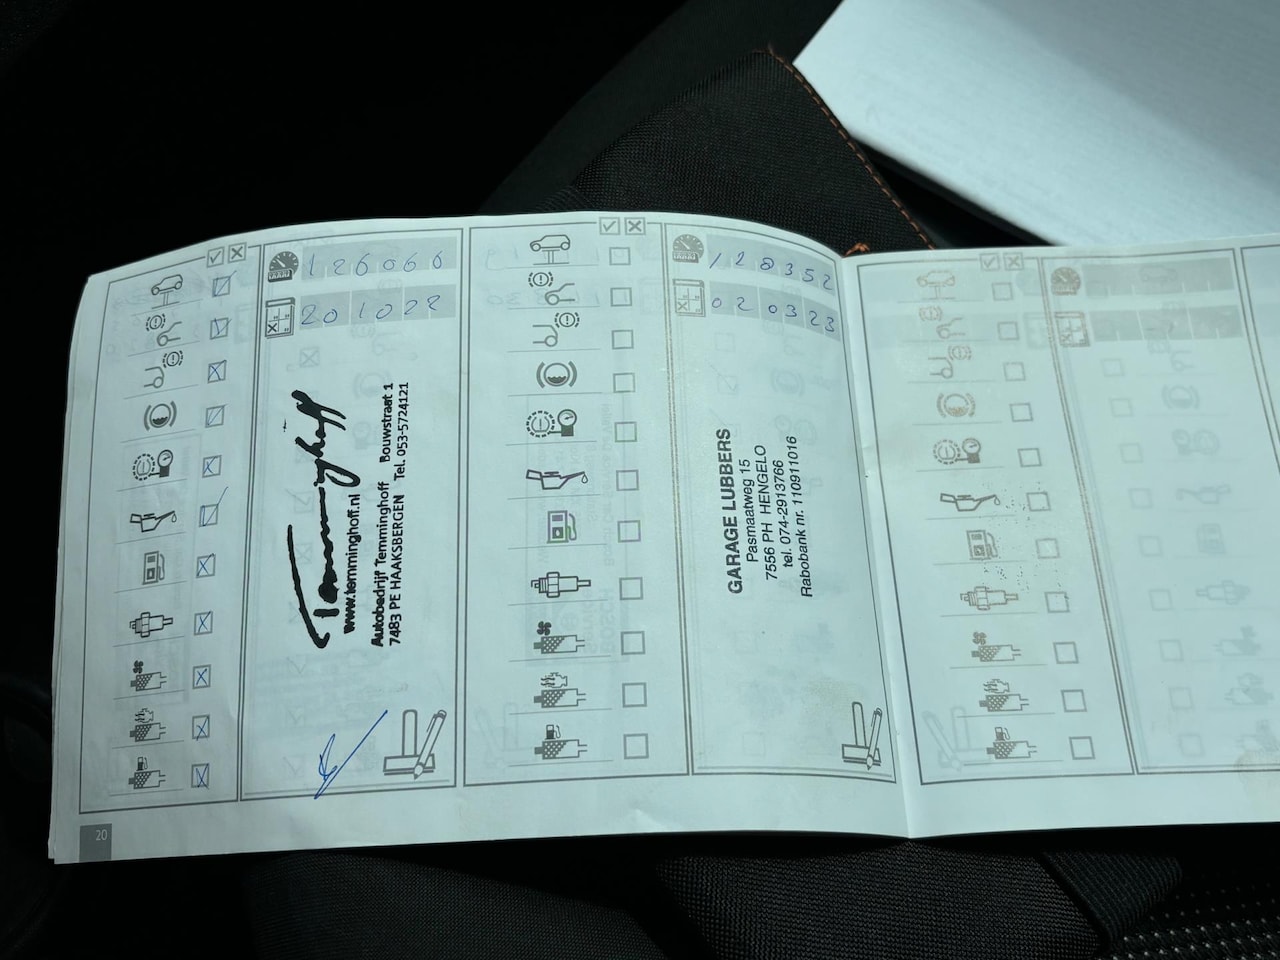 126066
201022
Temminghoff
www.temminghoff.nl
Autobedrijf Temminghoff Bouwstraat 1
7483 PE HAAKSBERGEN Tel. 053-5724121
128352
020323
GARAGE LUBBERS
Pasmaatweg 15
7556 PH HENGELO
tel. 074-2913766
Rabobank nr. 110911016
20